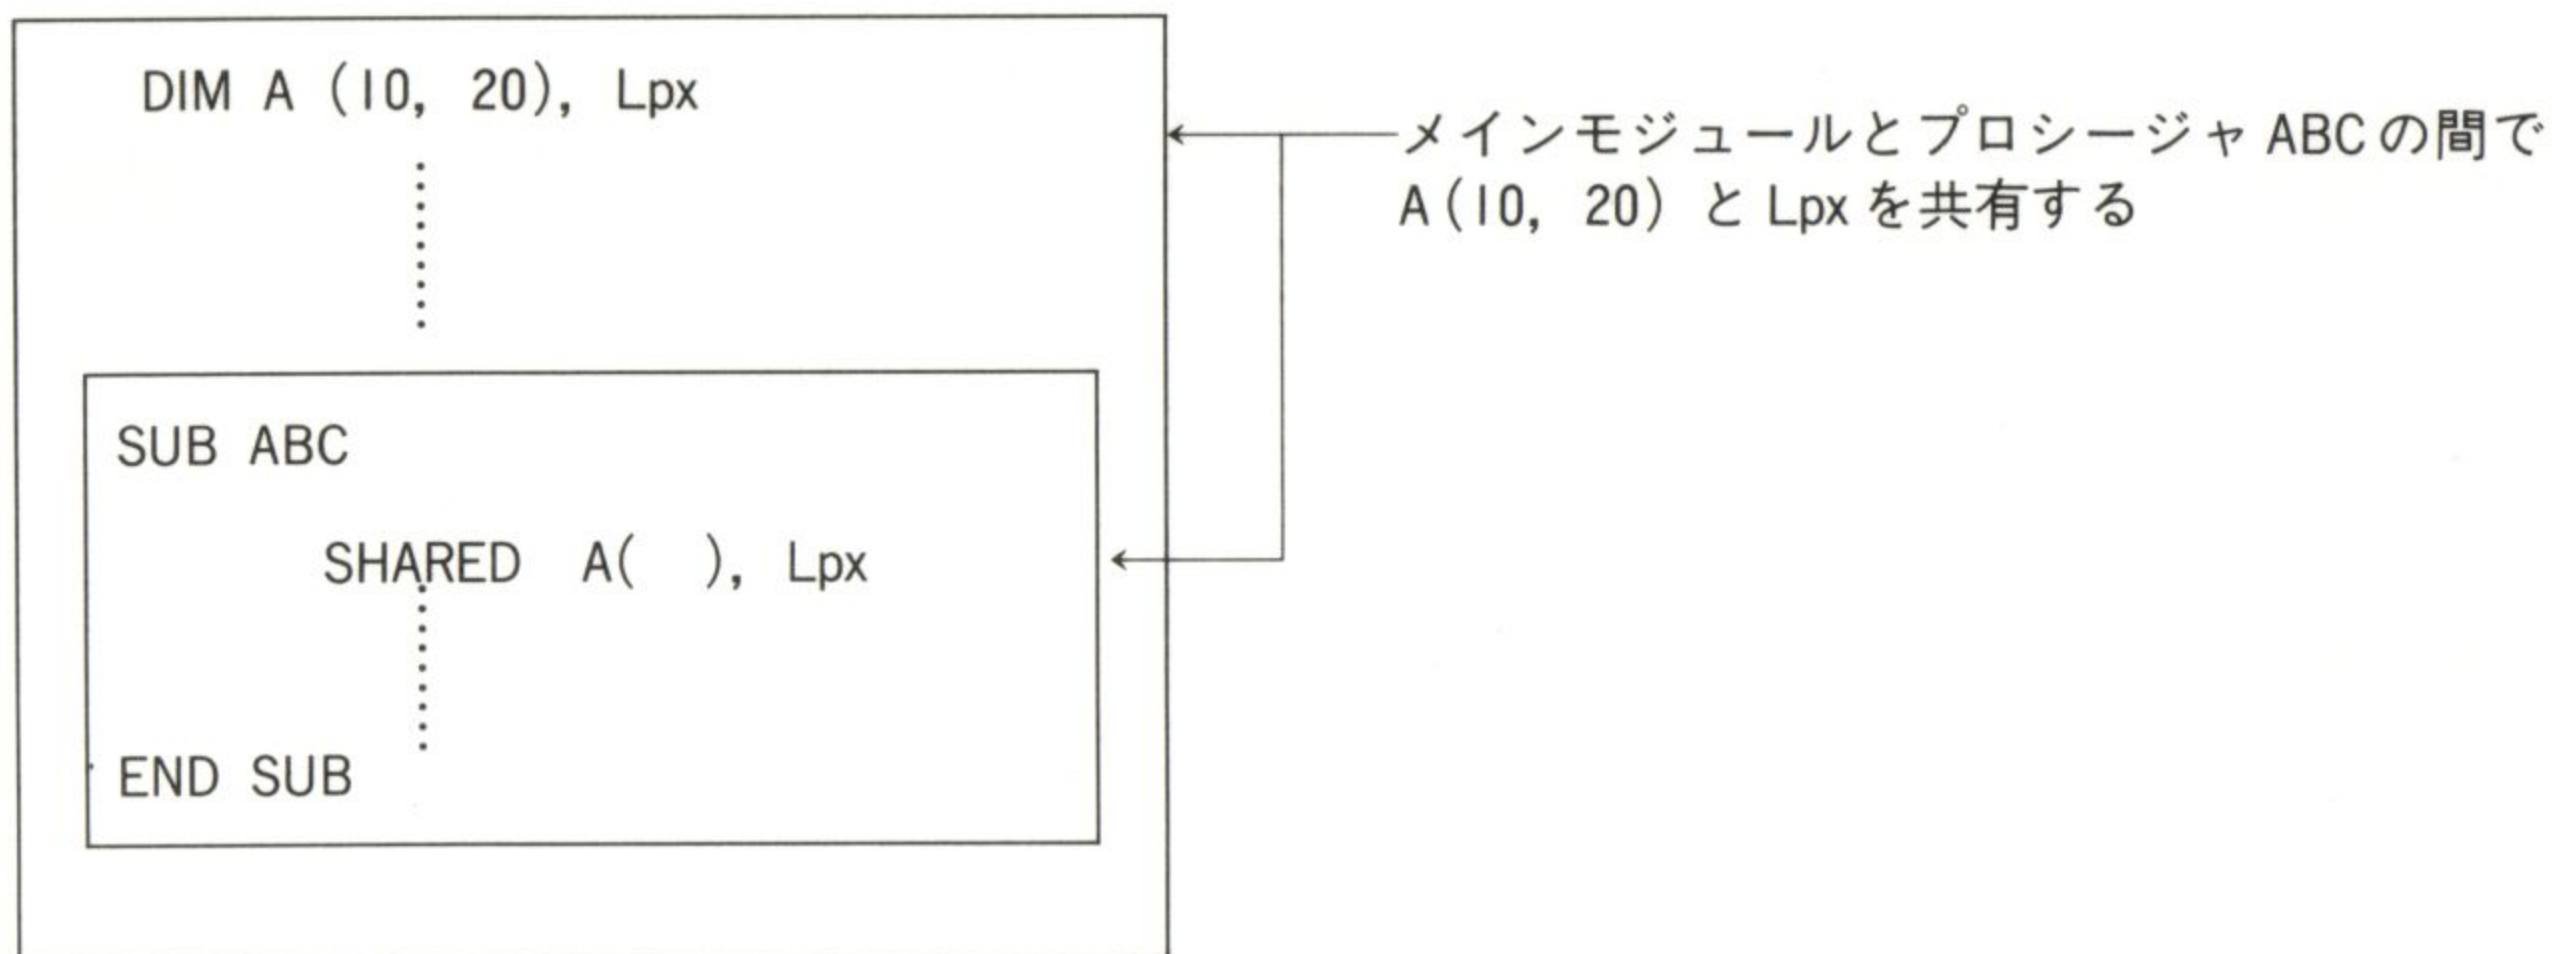 DIM A (10, 20), Lpx
メインモジュールとプロシージャ ABC の間で
A (10, 20) と Lpx を共有する
SUB ABC
SHARED A( ), Lpx
END SUB